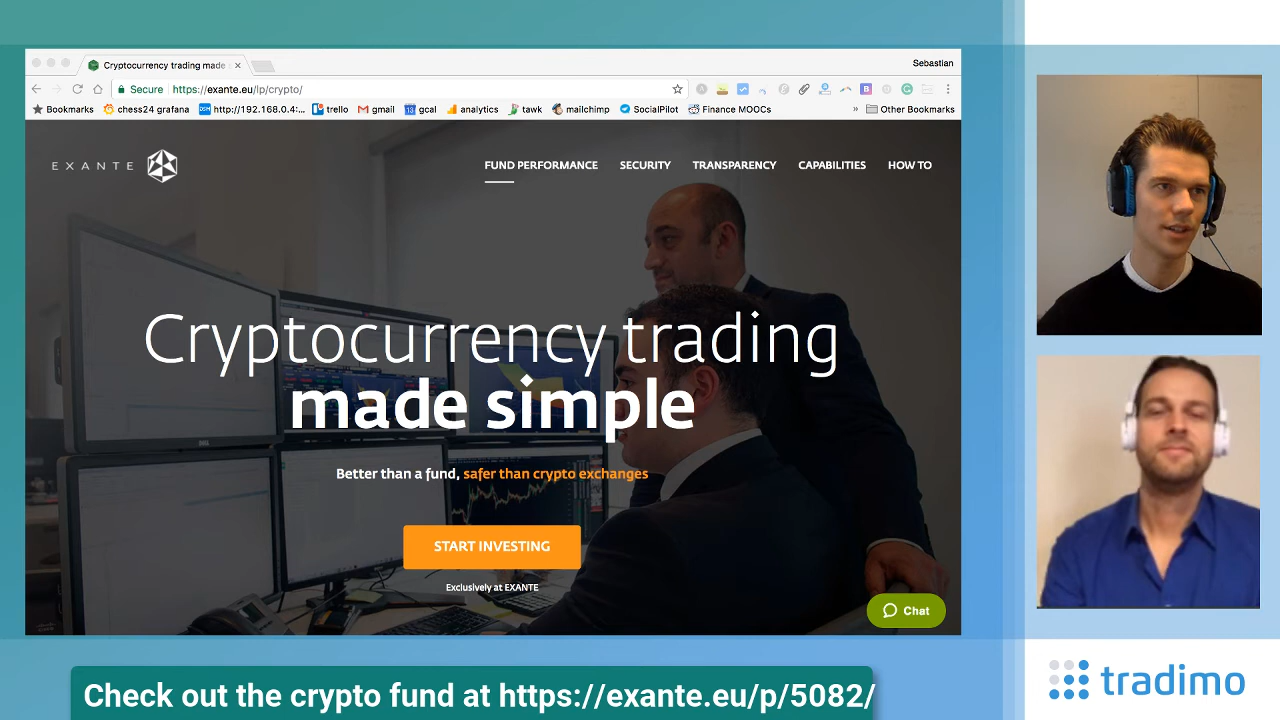 Cryptocurrency trading made
Sebastian
Secure https://exante.eu/lp/crypto/
Bookmarks chess24 grafana http://192.168.0.4:... trello gmail gcal analytics tawk mailchimp SocialPilot Finance MOOCs » Other Bookmarks
EXANTE
FUND PERFORMANCE SECURITY TRANSPARENCY CAPABILITIES HOW TO
Cryptocurrency trading
made simple
Better than a fund, safer than crypto exchanges
START INVESTING
Exclusively at EXANTE
Chat
Check out the crypto fund at https://exante.eu/p/5082/
tradimo